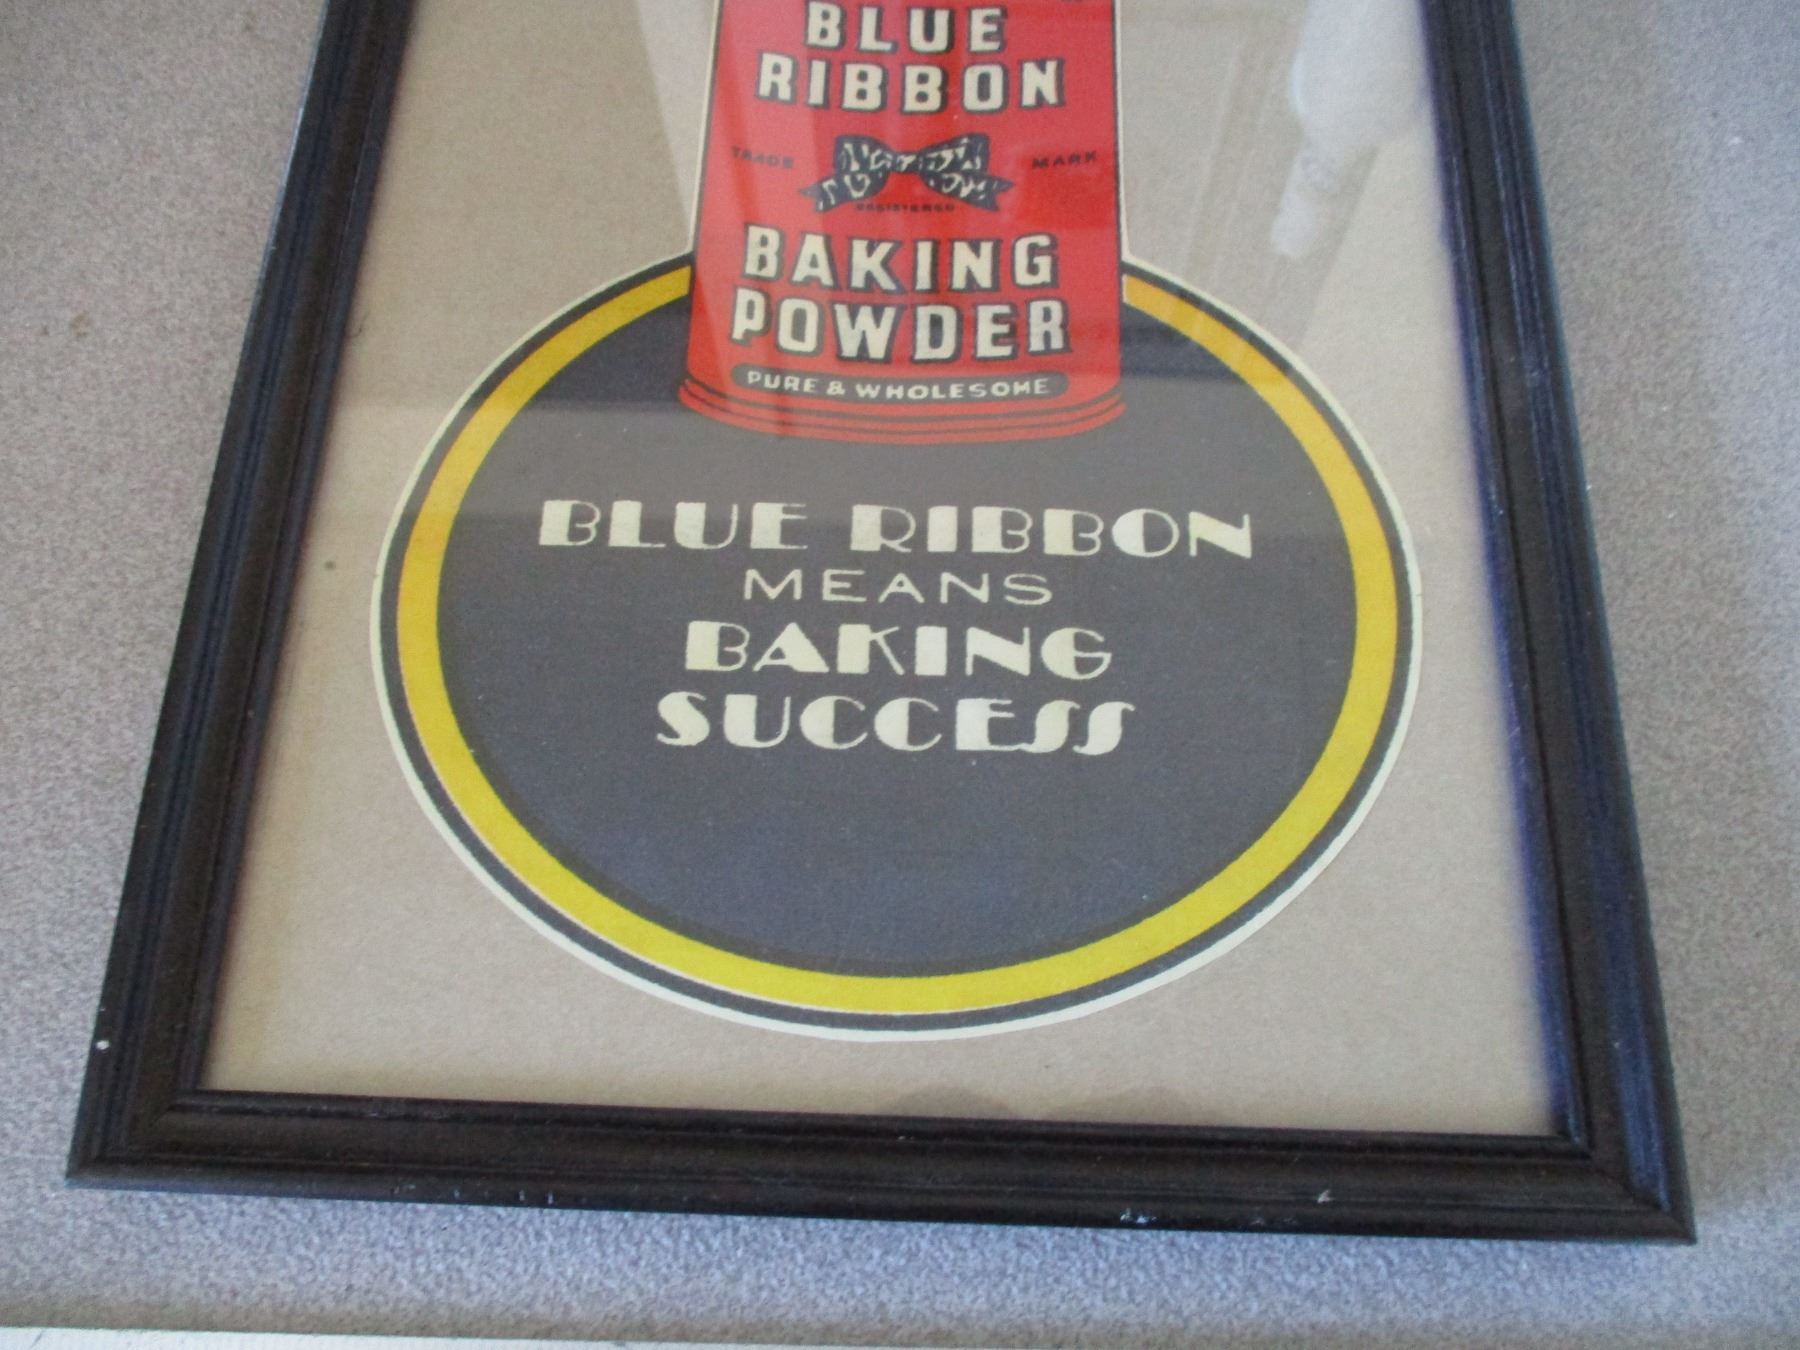 BLUE
RIBBON
TRADE MARK
REGISTERED
BAKING
POWDER
PURE & WHOLESOME
BLUE RIBBON
MEANS
BAKING
SUCCESS